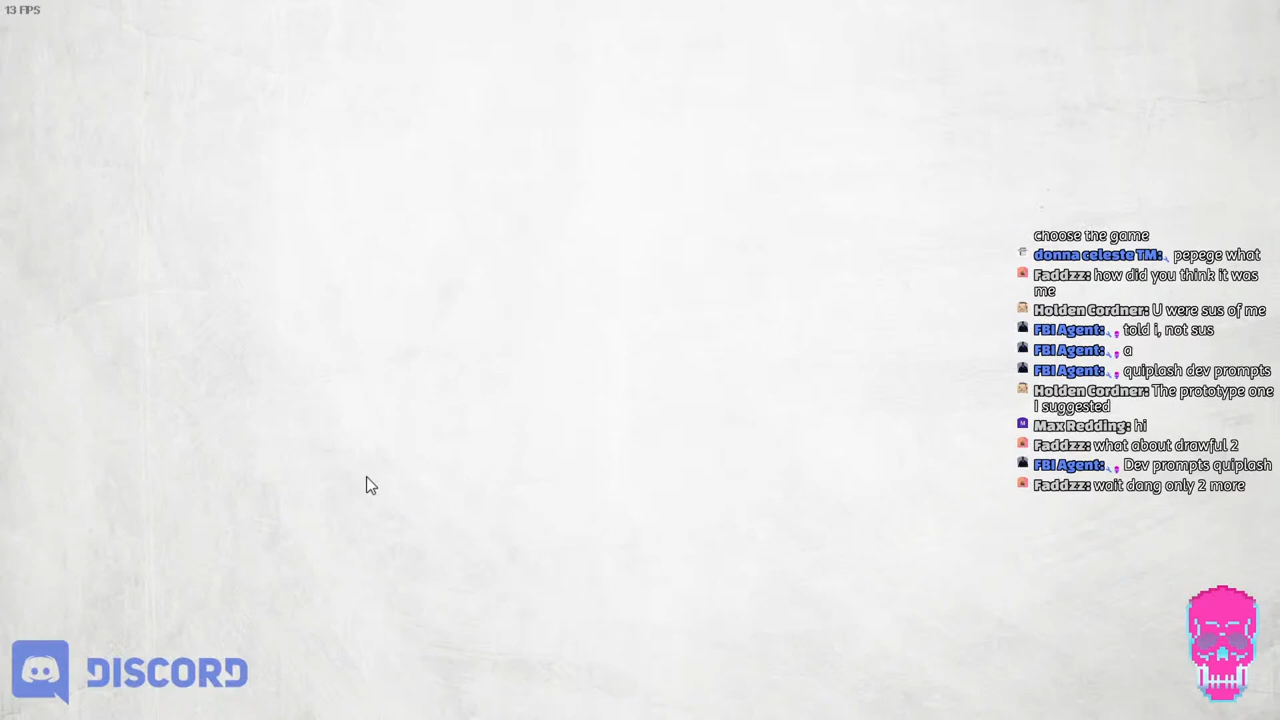 13 FPS
choose the game
donna celeste TM: pepege what
Faddzz: how did you think it was
me
Holden Cordner: U were sus of me
FBI Agent: told i, not sus
FBI Agent: a
FBI Agent: quiplash dev prompts
Holden Cordner: The prototype one
I suggested
M Max Redding: hi
Faddzz: what about drawful 2
FBI Agent: Dev prompts quiplash
Faddzz: wait dang only 2 more
DISCORD